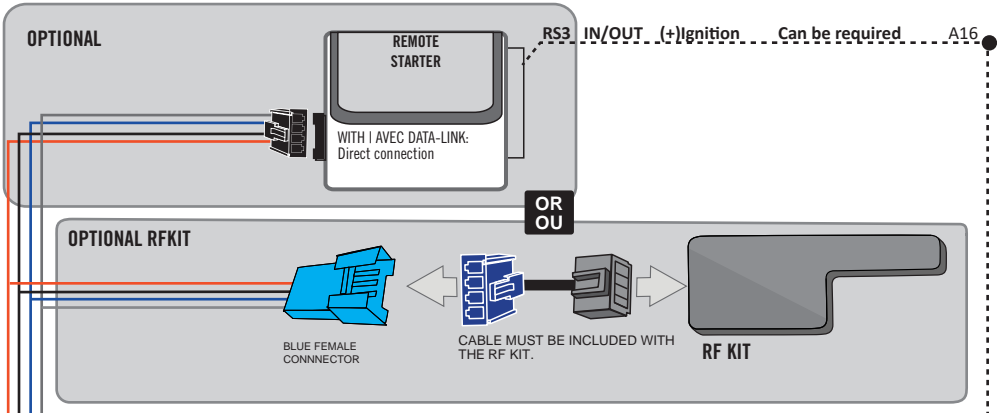 OPTIONAL
REMOTE
STARTER
RS3 IN/OUT (+)Ignition Can be required A16
WITH | AVEC DATA-LINK:
Direct connection
OR
OU
OPTIONAL RFKIT
BLUE FEMALE
CONNNECTOR
CABLE MUST BE INCLUDED WITH
THE RF KIT.
RF KIT